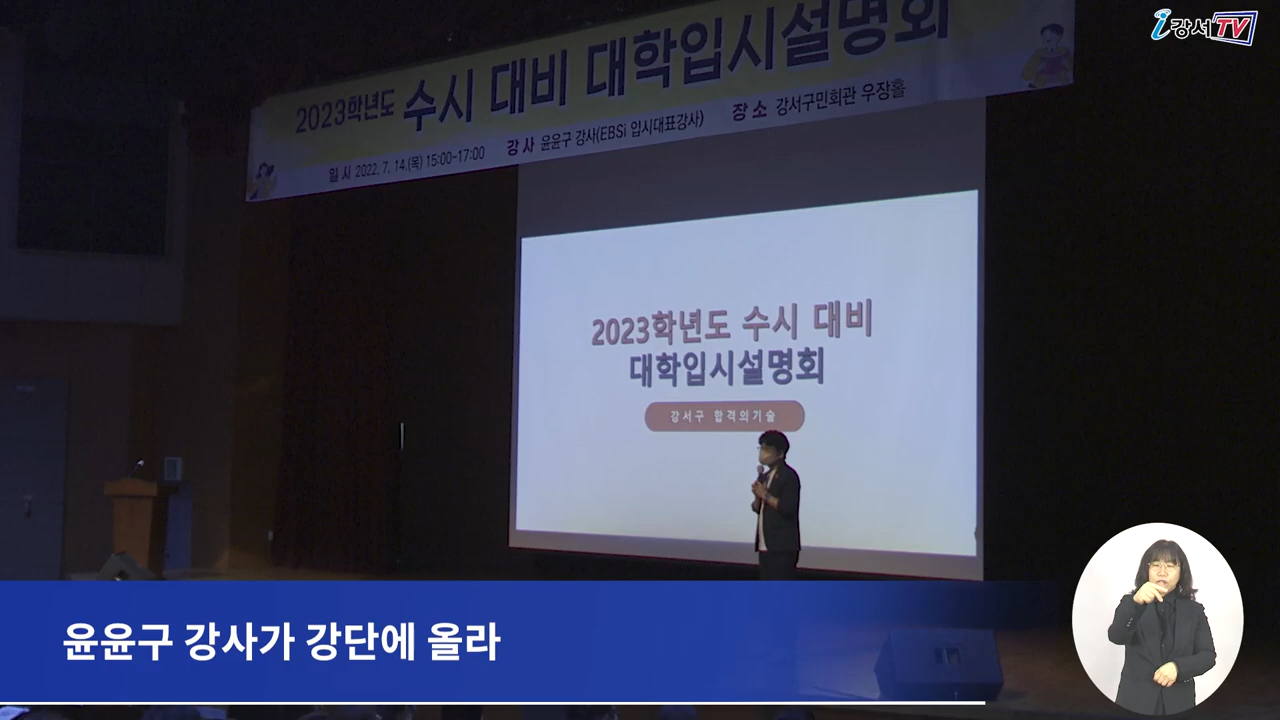 i강서TV
2023학년도 수시 대비 대학입시설명회
일 시 2022. 7. 14.(목) 15:00~17:00 강 사 윤윤구 강사(EBSi 입시대표강사) 장 소 강서구민회관 우장홀
2023학년도 수시 대비
대학입시설명회
강서구 합격의기술
윤윤구 강사가 강단에 올라